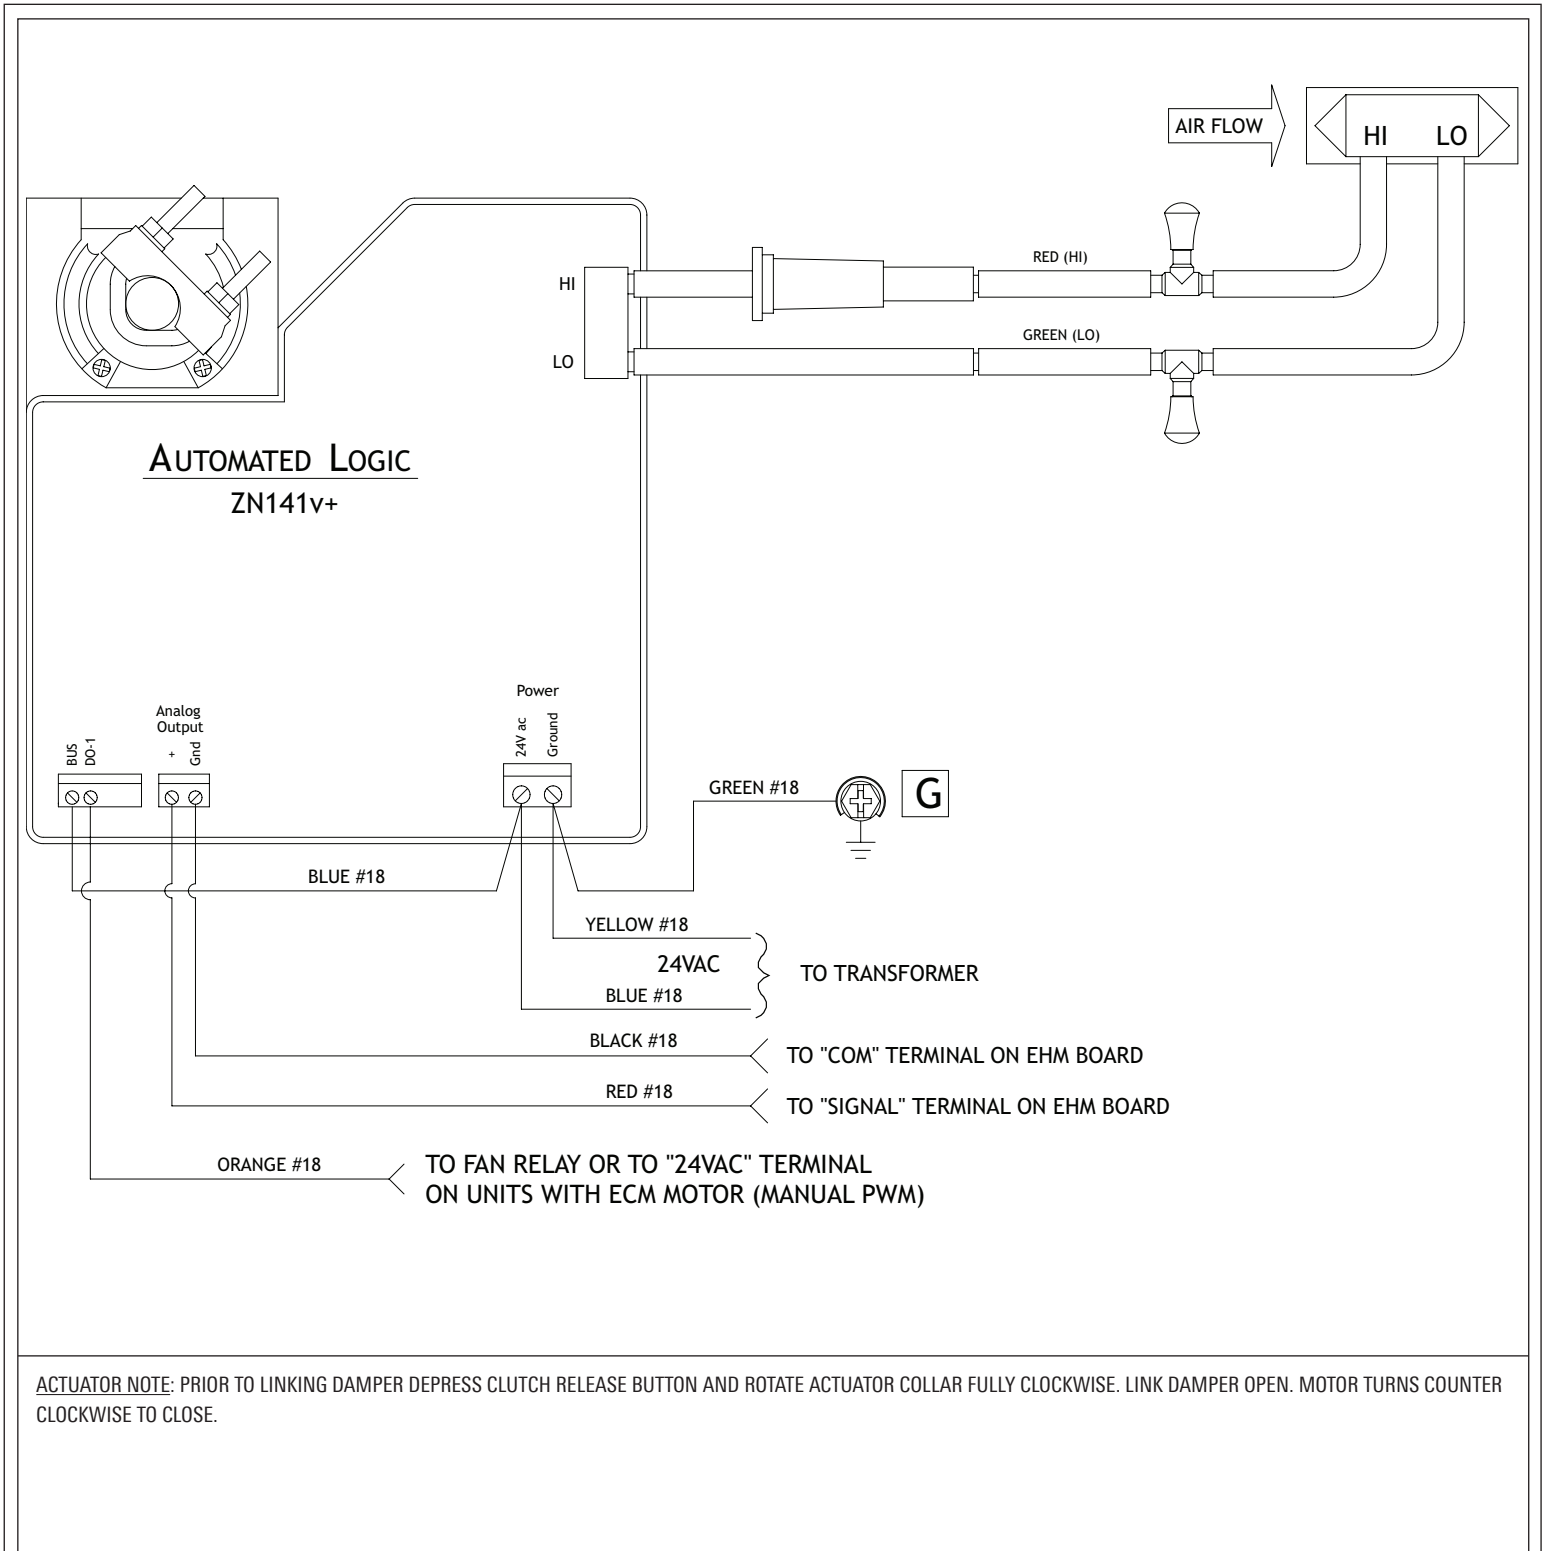 AIR FLOW
HI LO
RED (HI)
HI
GREEN (LO)
LO
AUTOMATED LOGIC
ZN141v+
Power
Analog
Output
24V ac
Ground
BUS
DO-1
+
Gnd
GREEN #18
G
BLUE #18
YELLOW #18
24VAC
TO TRANSFORMER
BLUE #18
BLACK #18
TO "COM" TERMINAL ON EHM BOARD
RED #18
TO "SIGNAL" TERMINAL ON EHM BOARD
ORANGE #18
TO FAN RELAY OR TO "24VAC" TERMINAL
ON UNITS WITH ECM MOTOR (MANUAL PWM)
ACTUATOR NOTE: PRIOR TO LINKING DAMPER DEPRESS CLUTCH RELEASE BUTTON AND ROTATE ACTUATOR COLLAR FULLY CLOCKWISE. LINK DAMPER OPEN. MOTOR TURNS COUNTER
CLOCKWISE TO CLOSE.